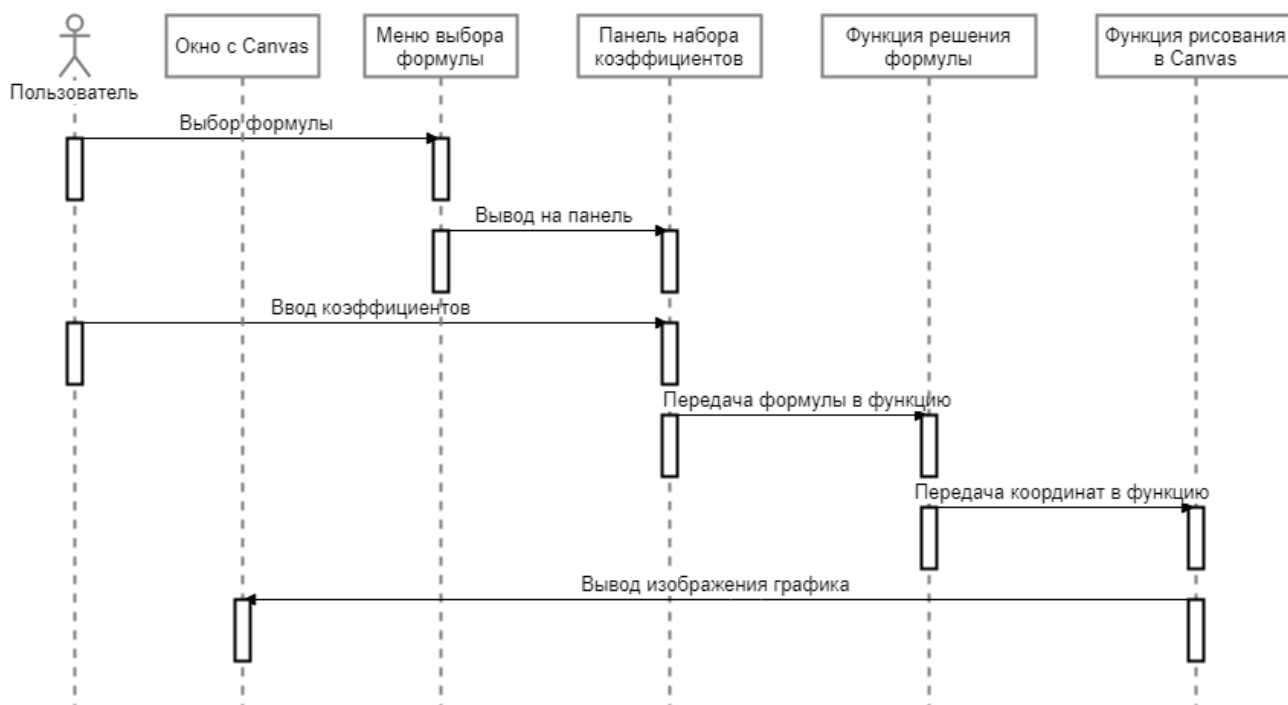 Пользователь
Окно с Canvas
Меню выбора
формулы
Панель набора
коэффициентов
Функция решения
формулы
Функция рисования
в Canvas
Выбор формулы
Вывод на панель
Ввод коэффициентов
Передача формулы в функцию
Передача координат в функцию
Вывод изображения графика